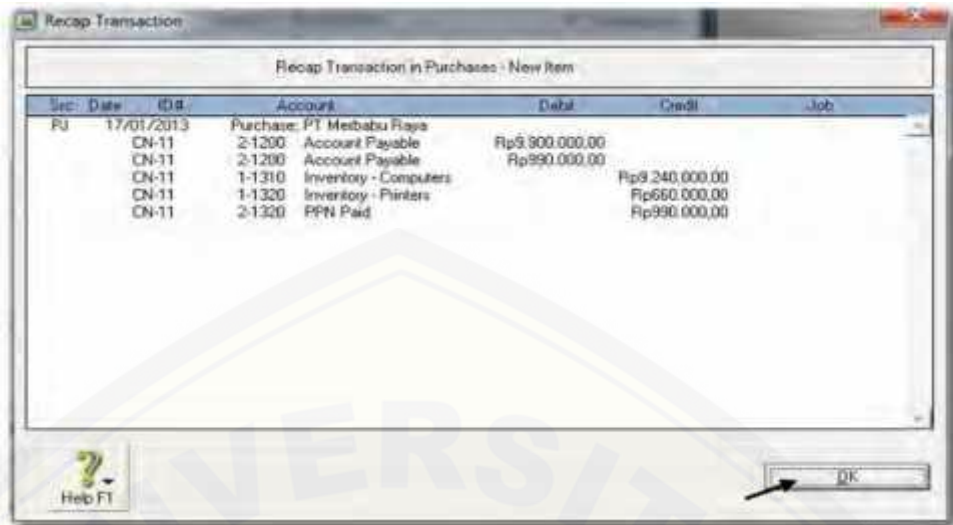 Recap Transaction
Recap Transaction in Purchases - New Item
Src Date ID# Account Debit Credit Job
PJ 17/01/2013 Purchase: PT Merbabu Raya
CN-11 2-1200 Account Payable Rp9.900.000,00
CN-11 2-1200 Account Payable Rp990.000,00
CN-11 1-1310 Inventory - Computers Rp9.240.000,00
CN-11 1-1320 Inventory - Printers Rp660.000,00
CN-11 2-1320 PPN Paid Rp990.000,00
Help F1
OK
VERSIT